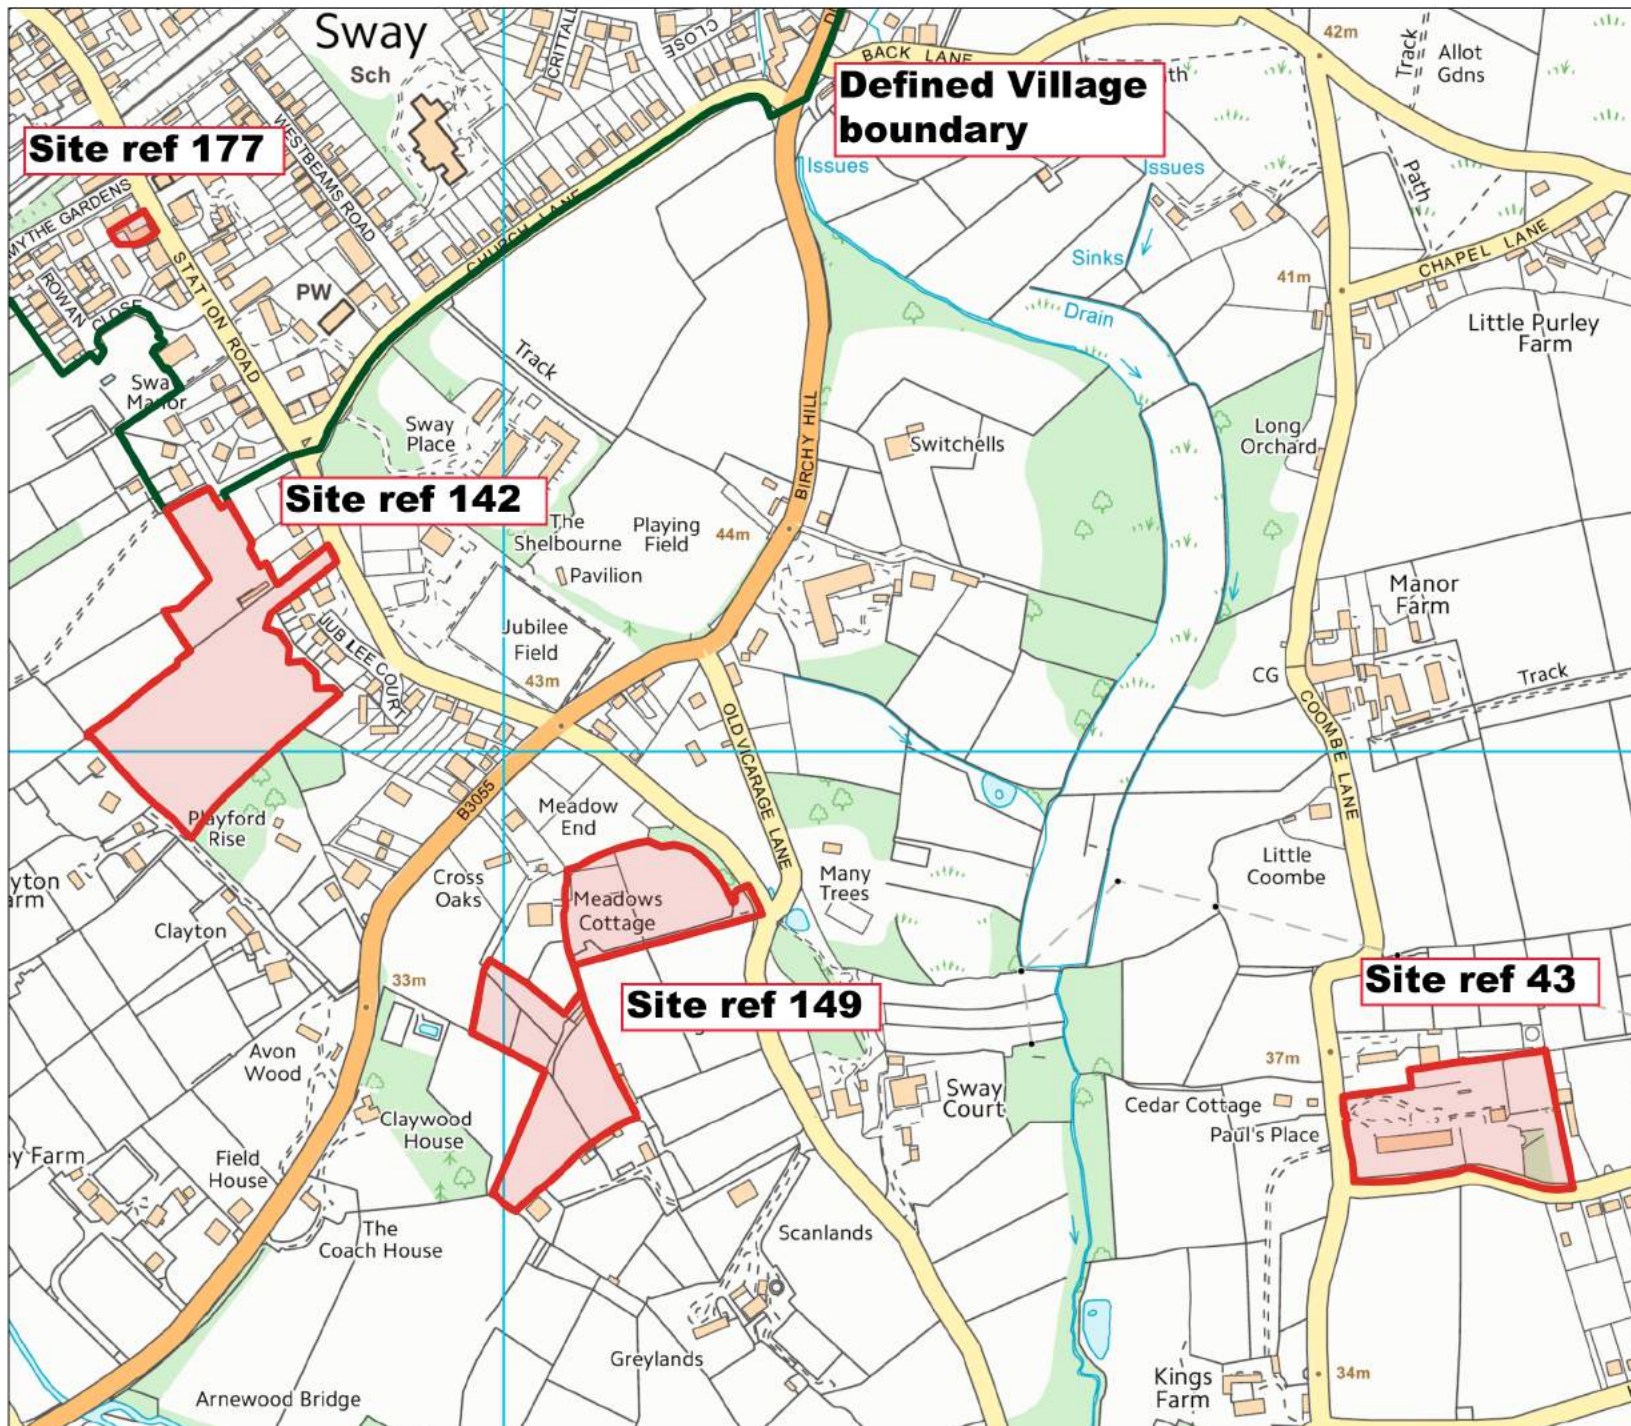 Sway
Sch
CRITTALL
CLOSE
BACK LANE
42m
Track
Allot
Gdns
Defined Village
boundary
Site ref 177
WESTBEAMS ROAD
Issues
Issues
Path
MYTHE GARDENS
CHURCH LANE
Sinks
41m
CHAPEL LANE
ROWAN CLOSE
STATION ROAD
PW
Drain
Little Purley
Farm
Track
Manor
Sway
Place
BIRCHY HILL
Switchells
Long
Orchard
Site ref 142
The
Shelbourne
Playing
Field
44m
Pavilion
Manor
Farm
JUBILEE COURT
Jubilee
Field
43m
CG
Track
OLD VICARAGE LANE
COOMBE LANE
B3055
Meadow
End
Playford
Rise
Cross
Oaks
Meadows
Cottage
Many
Trees
Little
Coombe
Clayton
33m
Site ref 149
Site ref 43
Avon
Wood
37m
Claywood
House
Sway
Court
Cedar Cottage
Paul's Place
y Farm
Field
House
The
Coach House
Scanlands
Greylands
Arnewood Bridge
Kings
Farm
34m